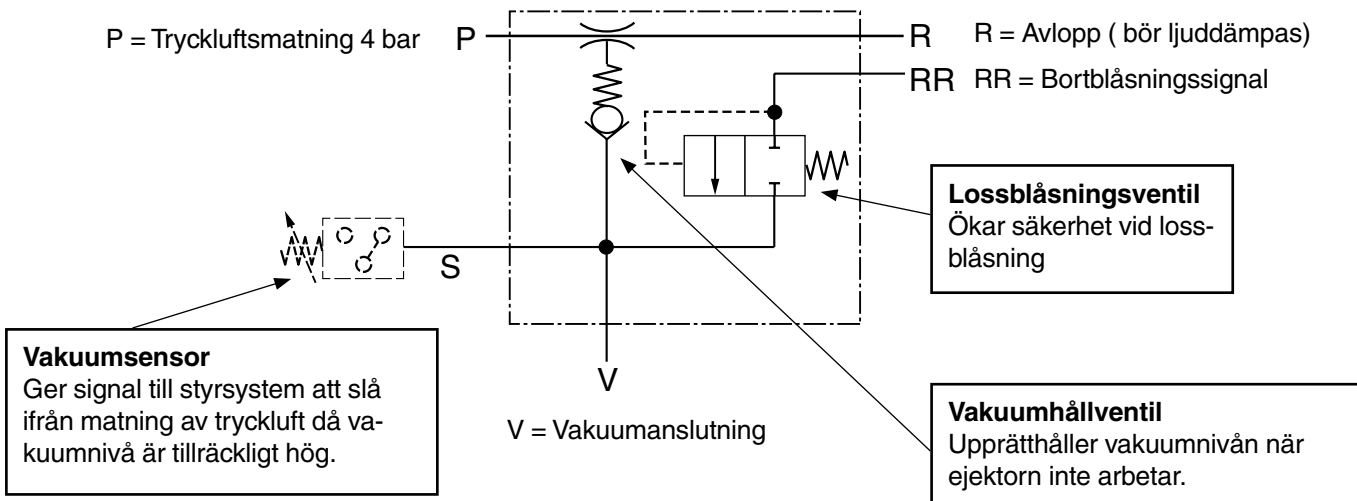 P = Tryckluftsmatning 4 bar
P
R
R = Avlopp ( bör ljuddämpas)
RR
RR = Bortblåsningssignal
Lossblåsningsventil
Ökar säkerhet vid loss-
blåsning
S
Vakuumsensor
Ger signal till styrsystem att slå
ifrån matning av tryckluft då va-
kuumnivå är tillräckligt hög.
V
V = Vakuumanslutning
Vakuumhållventil
Upprätthåller vakuumnivån när
ejektorn inte arbetar.